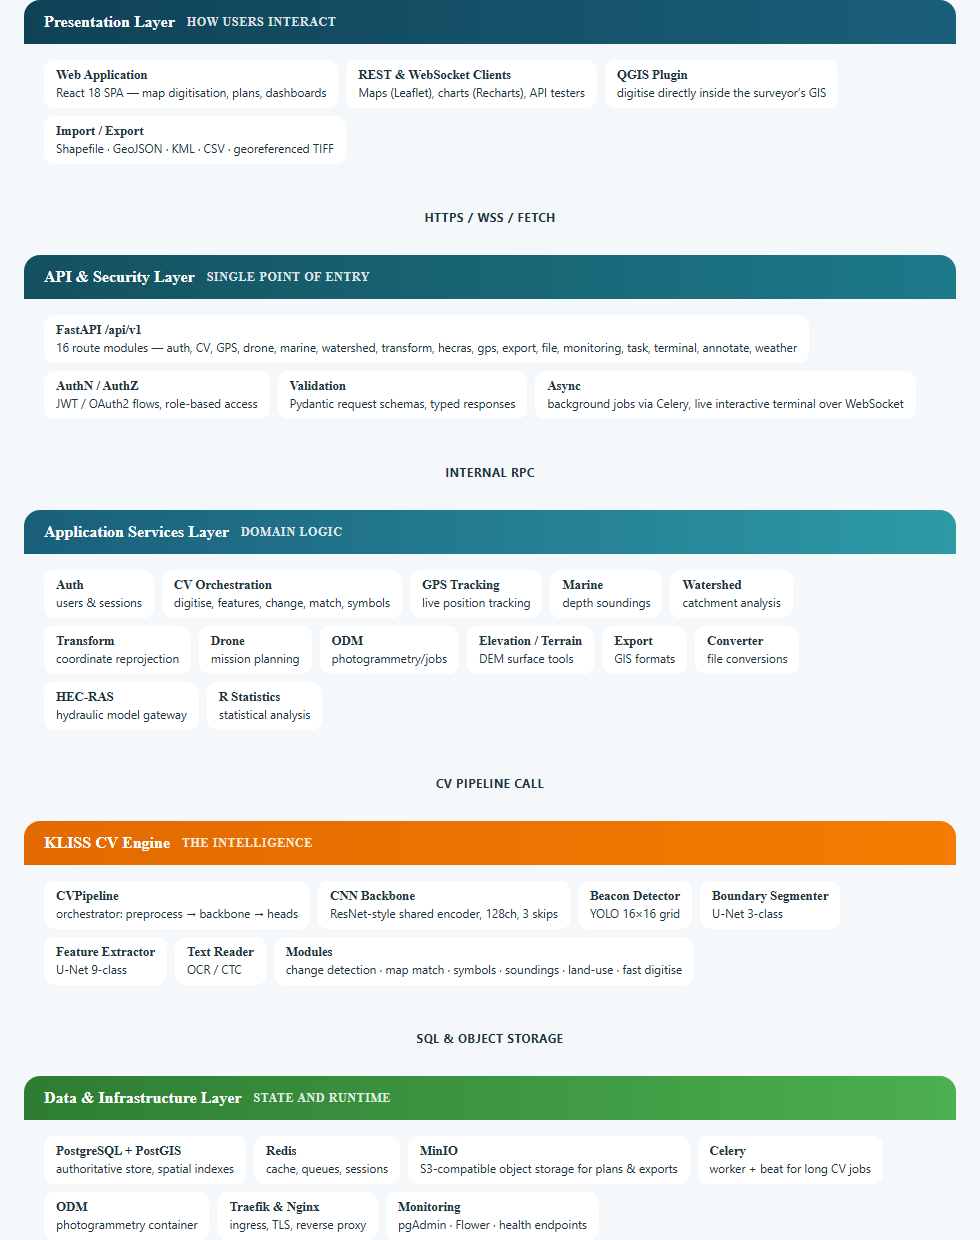 Presentation Layer HOW USERS INTERACT
Web Application
React 18 SPA — map digitisation, plans, dashboards
REST & WebSocket Clients
Maps (Leaflet), charts (Recharts), API testers
QGIS Plugin
digitise directly inside the surveyor's GIS
Import / Export
Shapefile · GeoJSON · KML · CSV · georeferenced TIFF
HTTPS / WSS / FETCH
API & Security Layer SINGLE POINT OF ENTRY
FastAPI /api/v1
16 route modules — auth, CV, GPS, drone, marine, watershed, transform, hecras, gps, export, file, monitoring, task, terminal, annotate, weather
AuthN / AuthZ
JWT / OAuth2 flows, role-based access
Validation
Pydantic request schemas, typed responses
Async
background jobs via Celery, live interactive terminal over WebSocket
INTERNAL RPC
Application Services Layer DOMAIN LOGIC
Auth
users & sessions
CV Orchestration
digitise, features, change, match, symbols
GPS Tracking
live position tracking
Marine
depth soundings
Watershed
catchment analysis
Transform
coordinate reprojection
Drone
mission planning
ODM
photogrammetry/jobs
Elevation / Terrain
DEM surface tools
Export
GIS formats
Converter
file conversions
HEC-RAS
hydraulic model gateway
R Statistics
statistical analysis
CV PIPELINE CALL
KLISS CV Engine THE INTELLIGENCE
CVPipeline
orchestrator: preprocess → backbone → heads
CNN Backbone
ResNet-style shared encoder, 128ch, 3 skips
Beacon Detector
YOLO 16×16 grid
Boundary Segmenter
U-Net 3-class
Feature Extractor
U-Net 9-class
Text Reader
OCR / CTC
Modules
change detection · map match · symbols · soundings · land-use · fast digitise
SQL & OBJECT STORAGE
Data & Infrastructure Layer STATE AND RUNTIME
PostgreSQL + PostGIS
authoritative store, spatial indexes
Redis
cache, queues, sessions
MinIO
S3-compatible object storage for plans & exports
Celery
worker + beat for long CV jobs
ODM
photogrammetry container
Traefik & Nginx
ingress, TLS, reverse proxy
Monitoring
pgAdmin · Flower · health endpoints